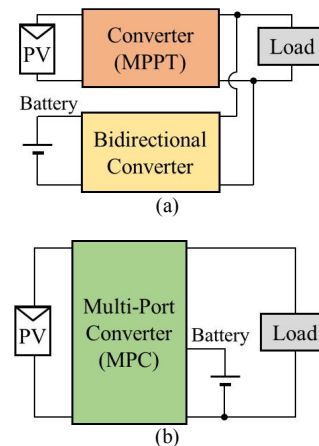 PV
Converter
(MPPT)
Load
Battery
Bidirectional
Converter
(a)
PV
Multi-Port
Converter
(MPC)
Battery
Load
(b)